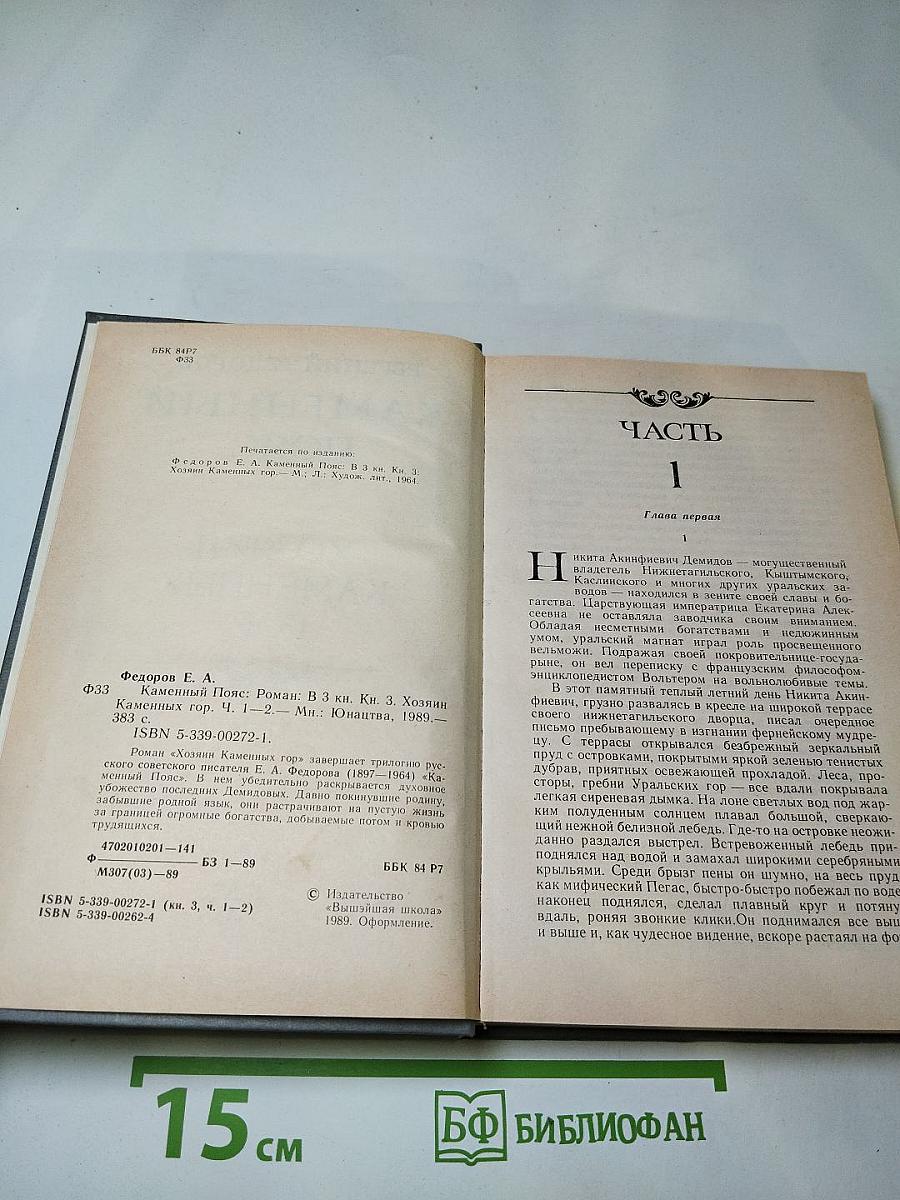 ББК 84Р7
Ф33
Печатается по изданию:
Федоров Е. А. Каменный Пояс: В 3 кн. Кн. 3.
Хозяин Каменных гор.— М.; Л.: Худож. лит., 1964.
Федоров Е. А.
Ф33 Каменный Пояс: Роман: В 3 кн. Кн. 3. Хозяин
Каменных гор. Ч. 1—2.— Мн.: Юнацтва, 1989.—
383 с.
ISBN 5-339-00272-1.
Роман «Хозяин Каменных гор» завершает трилогию рус-
ского советского писателя Е. А. Федорова (1897—1964) «Ка-
менный Пояс». В нем убедительно раскрывается духовное
убожество последних Демидовых. Давно покинувшие родину,
забывшие родной язык, они растрачивают на пустую жизнь
за границей огромные богатства, добываемые потом и кровью
трудящихся.
4702010201—141
Ф БЗ 1—89
М307(03)—89
ББК 84 Р7
ISBN 5-339-00272-1 (кн. 3, ч. 1—2)
ISBN 5-339-00262-4
© Издательство
«Вышэйшая школа»
1989. Оформление.
ЧАСТЬ
1
Глава первая
1
Никита Акинфиевич Демидов — могущественный
владетель Нижнетагильского, Кыштымского,
Каслинского и многих других уральских за-
водов — находился в зените своей славы и бо-
гатства. Царствующая императрица Екатерина Алек-
сеевна не оставляла заводчика своим вниманием.
Обладая несметными богатствами и недюжинным
умом, уральский магнат играл роль просвещенного
вельможи. Подражая своей покровительнице-госуда-
рыне, он вел переписку с французским философом-
энциклопедистом Вольтером на вольнолюбивые темы.
В этот памятный теплый летний день Никита Акин-
фиевич, грузно развалясь в кресле на широкой террасе
своего нижнетагильского дворца, писал очередное
письмо пребывающему в изгнании фернейскому мудре-
цу. С террасы открывался безбрежный зеркальный
пруд с островками, покрытыми яркой зеленью тенистых
дубрав, приятных освежающей прохладой. Леса, про-
сторы, гребни Уральских гор — все вдали покрывала
легкая сиреневая дымка. На лоне светлых вод под жар-
ким полуденным солнцем плавал большой, сверкаю-
щий нежной белизной лебедь. Где-то на островке неожи-
данно раздался выстрел. Встревоженный лебедь при-
поднялся над водой и замахал широкими серебряными
крыльями. Среди брызг пены он шумно, на весь пруд,
как мифический Пегас, быстро-быстро побежал по воде,
наконец поднялся, сделал плавный круг и потяну
вдаль, роняя звонкие клики.Он поднимался все выш
и выше и, как чудесное видение, вскоре растаял на фо
15 см
БФ БИБЛИОФАН